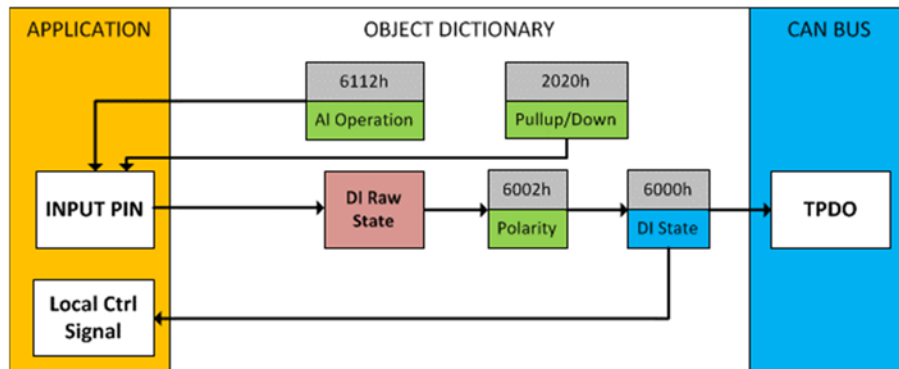 APPLICATION
OBJECT DICTIONARY
CAN BUS
6112h
AI Operation
2020h
Pullup/Down
INPUT PIN
DI Raw
State
6002h
Polarity
6000h
DI State
TPDO
Local Ctrl
Signal